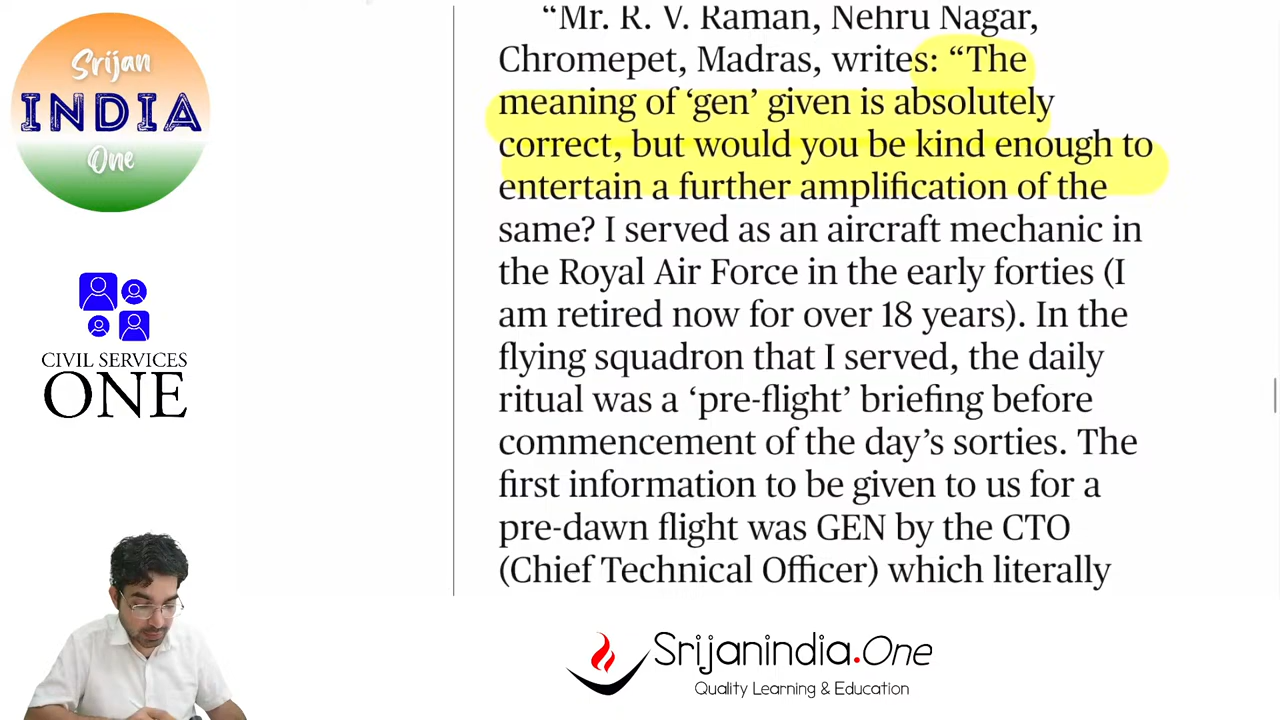 Srijan
INDIA
One
CIVIL SERVICES
ONE
“Mr. R. V. Raman, Nehru Nagar,
Chromepet, Madras, writes: “The
meaning of ‘gen’ given is absolutely
correct, but would you be kind enough to
entertain a further amplification of the
same? I served as an aircraft mechanic in
the Royal Air Force in the early forties (I
am retired now for over 18 years). In the
flying squadron that I served, the daily
ritual was a ‘pre-flight’ briefing before
commencement of the day’s sorties. The
first information to be given to us for a
pre-dawn flight was GEN by the CTO
(Chief Technical Officer) which literally
Srijanindia.One
Quality Learning & Education